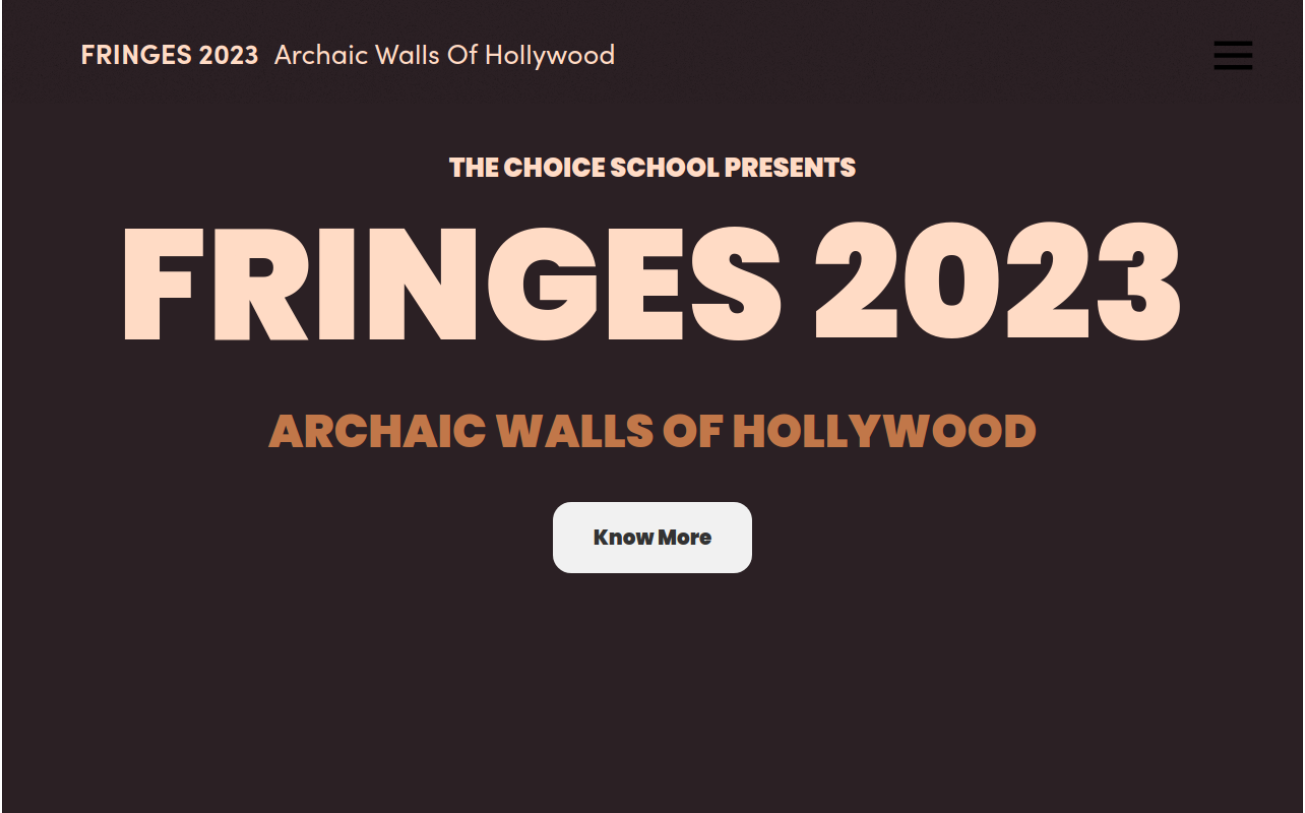 FRINGES 2023 Archaic Walls Of Hollywood
THE CHOICE SCHOOL PRESENTS
FRINGES 2023
ARCHAIC WALLS OF HOLLYWOOD
Know More